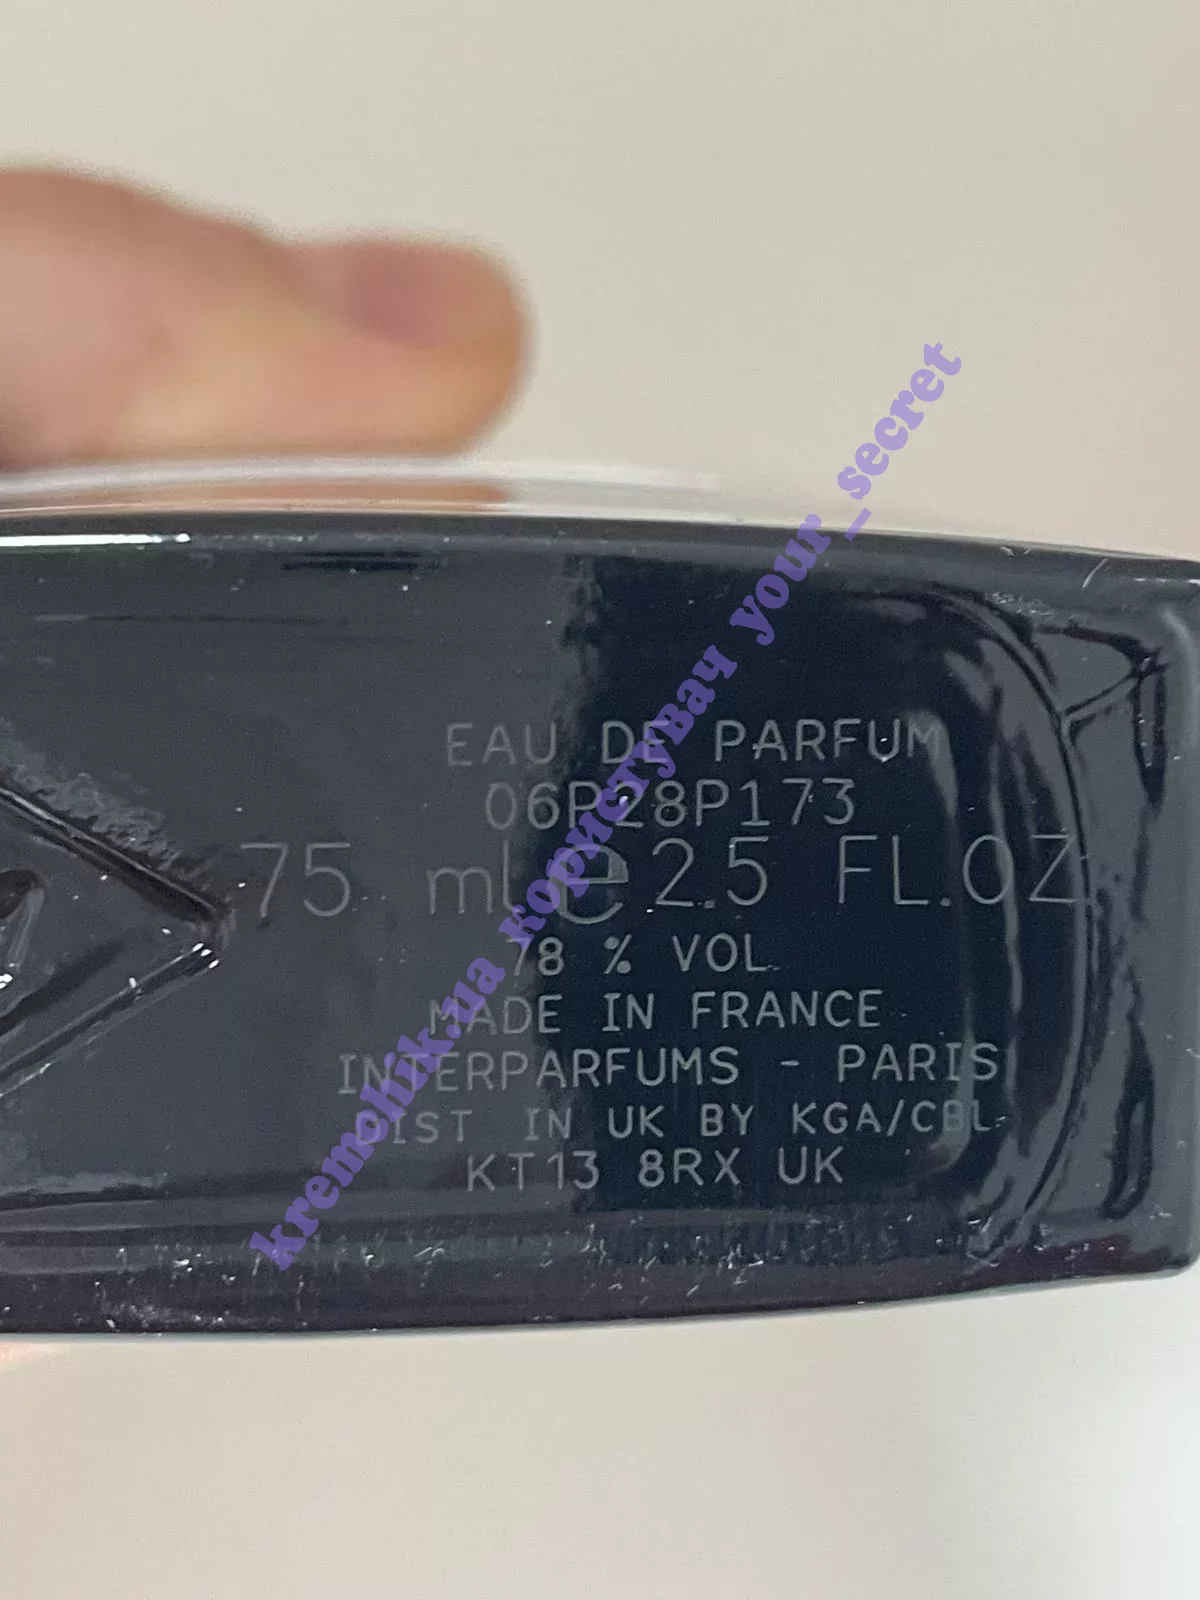 EAU DE PARFUM
06P28P173
75 ml e 2.5 FL.OZ
78 % VOL
MADE IN FRANCE
INTERPARFUMS - PARIS
DIST IN UK BY KGA/CBL
KT13 8RX UK
kremchik.ua користувач your_secret